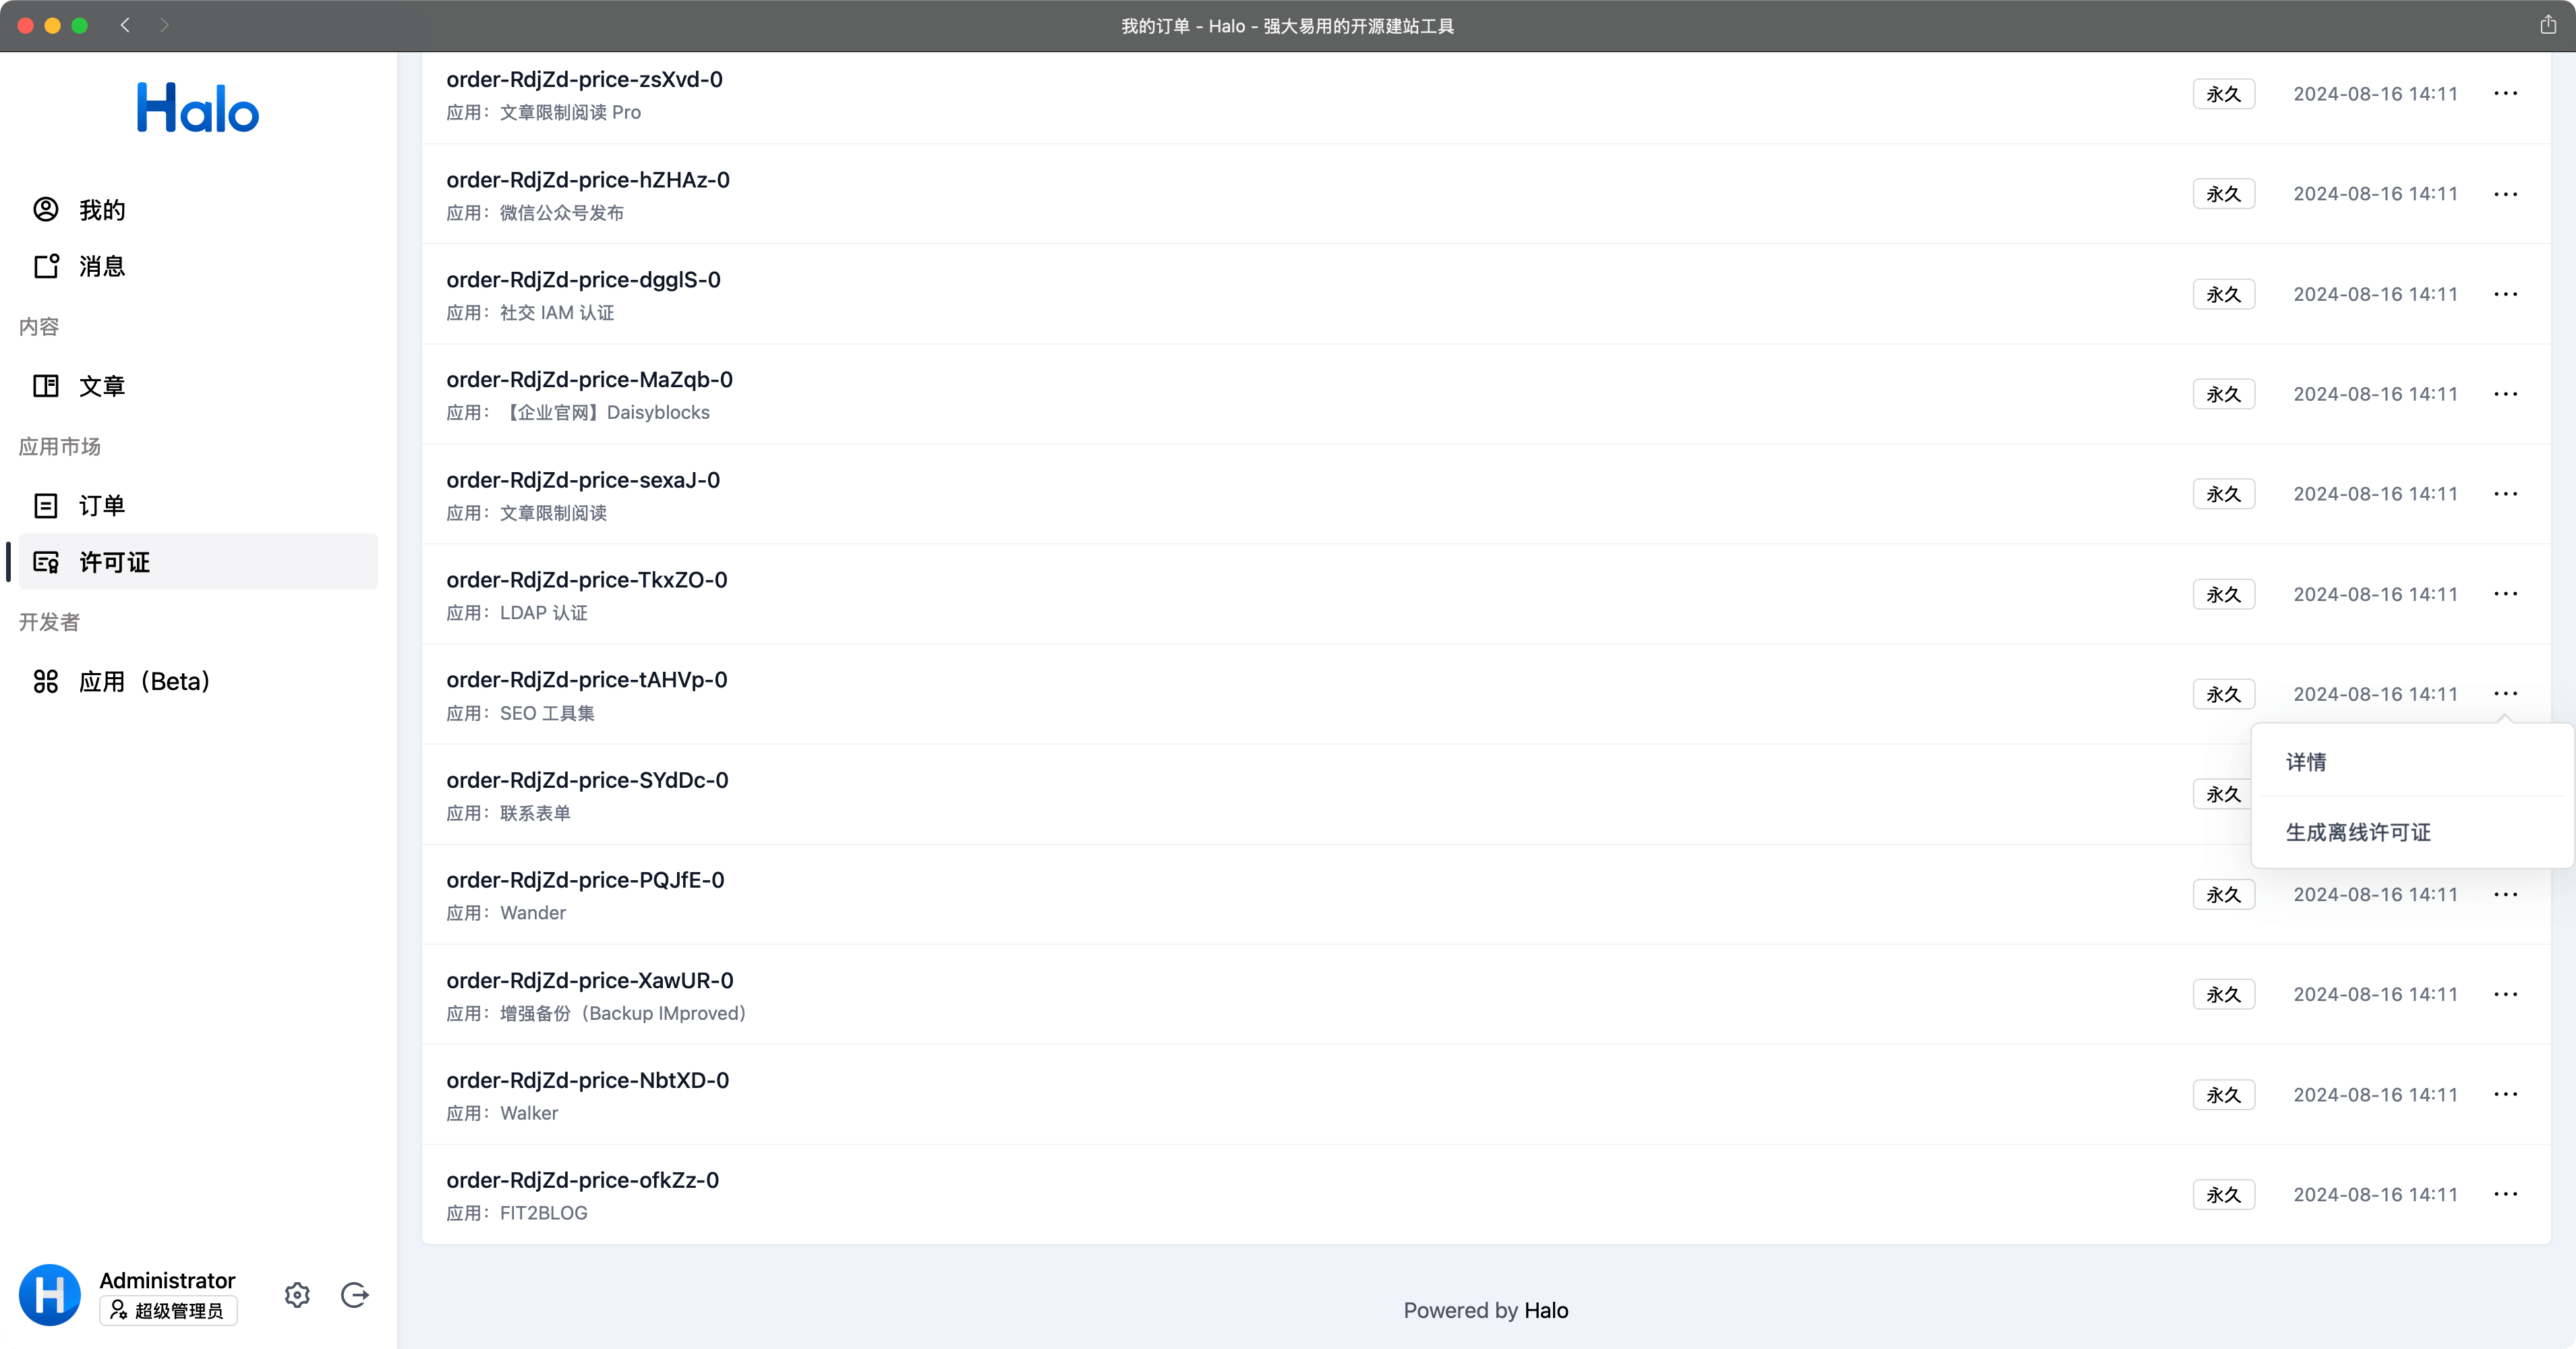 我的订单 - Halo - 强大易用的开源建站工具
Halo
我的
消息
内容
文章
应用市场
订单
许可证
开发者
应用（Beta）
Administrator
超级管理员
order-RdjZd-price-zsXvd-0
应用：文章限制阅读 Pro
永久 2024-08-16 14:11
order-RdjZd-price-hZHAz-0
应用：微信公众号发布
永久 2024-08-16 14:11
order-RdjZd-price-dgglS-0
应用：社交 IAM 认证
永久 2024-08-16 14:11
order-RdjZd-price-MaZqb-0
应用：【企业官网】Daisyblocks
永久 2024-08-16 14:11
order-RdjZd-price-sexaJ-0
应用：文章限制阅读
永久 2024-08-16 14:11
order-RdjZd-price-TkxZO-0
应用：LDAP 认证
永久 2024-08-16 14:11
order-RdjZd-price-tAHVp-0
应用：SEO 工具集
永久 2024-08-16 14:11
详情
生成离线许可证
order-RdjZd-price-SYdDc-0
应用：联系表单
永久
order-RdjZd-price-PQJfE-0
应用：Wander
永久 2024-08-16 14:11
order-RdjZd-price-XawUR-0
应用：增强备份（Backup IMproved）
永久 2024-08-16 14:11
order-RdjZd-price-NbtXD-0
应用：Walker
永久 2024-08-16 14:11
order-RdjZd-price-ofkZz-0
应用：FIT2BLOG
永久 2024-08-16 14:11
Powered by Halo